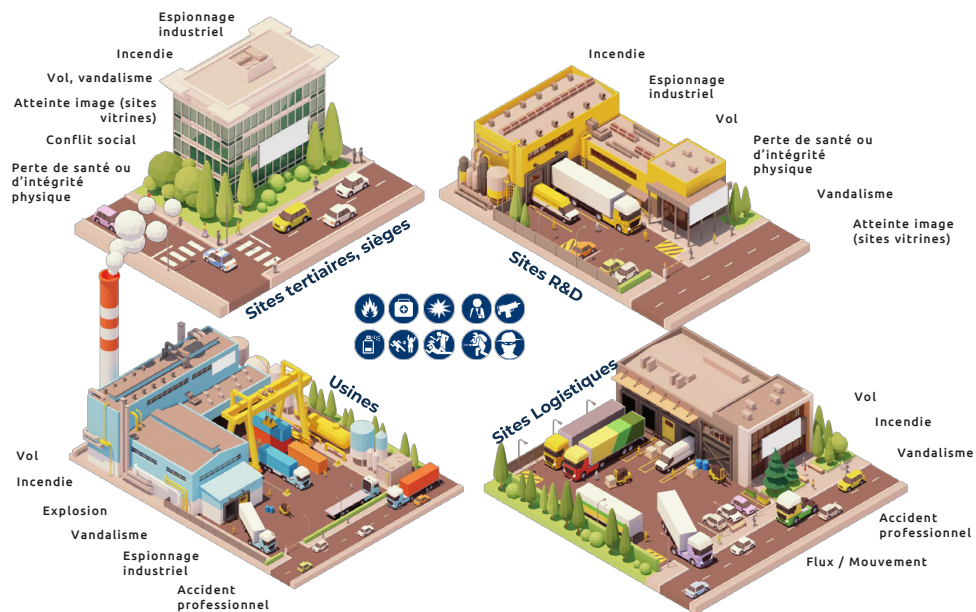 Espionnage
industriel
Incendie
Vol, vandalisme
Atteinte image (sites
vitrines)
Conflit social
Perte de santé ou
d’intégrité
physique
Sites tertiaires, sièges
Incendie
Espionnage
industriel
Vol
Perte de santé ou
d’intégrité
physique
Vandalisme
Atteinte image
(sites vitrines)
Sites R&D
Usines
Vol
Incendie
Explosion
Vandalisme
Espionnage
industriel
Accident
professionnel
Sites Logistiques
Vol
Incendie
Vandalisme
Accident
professionnel
Flux / Mouvement